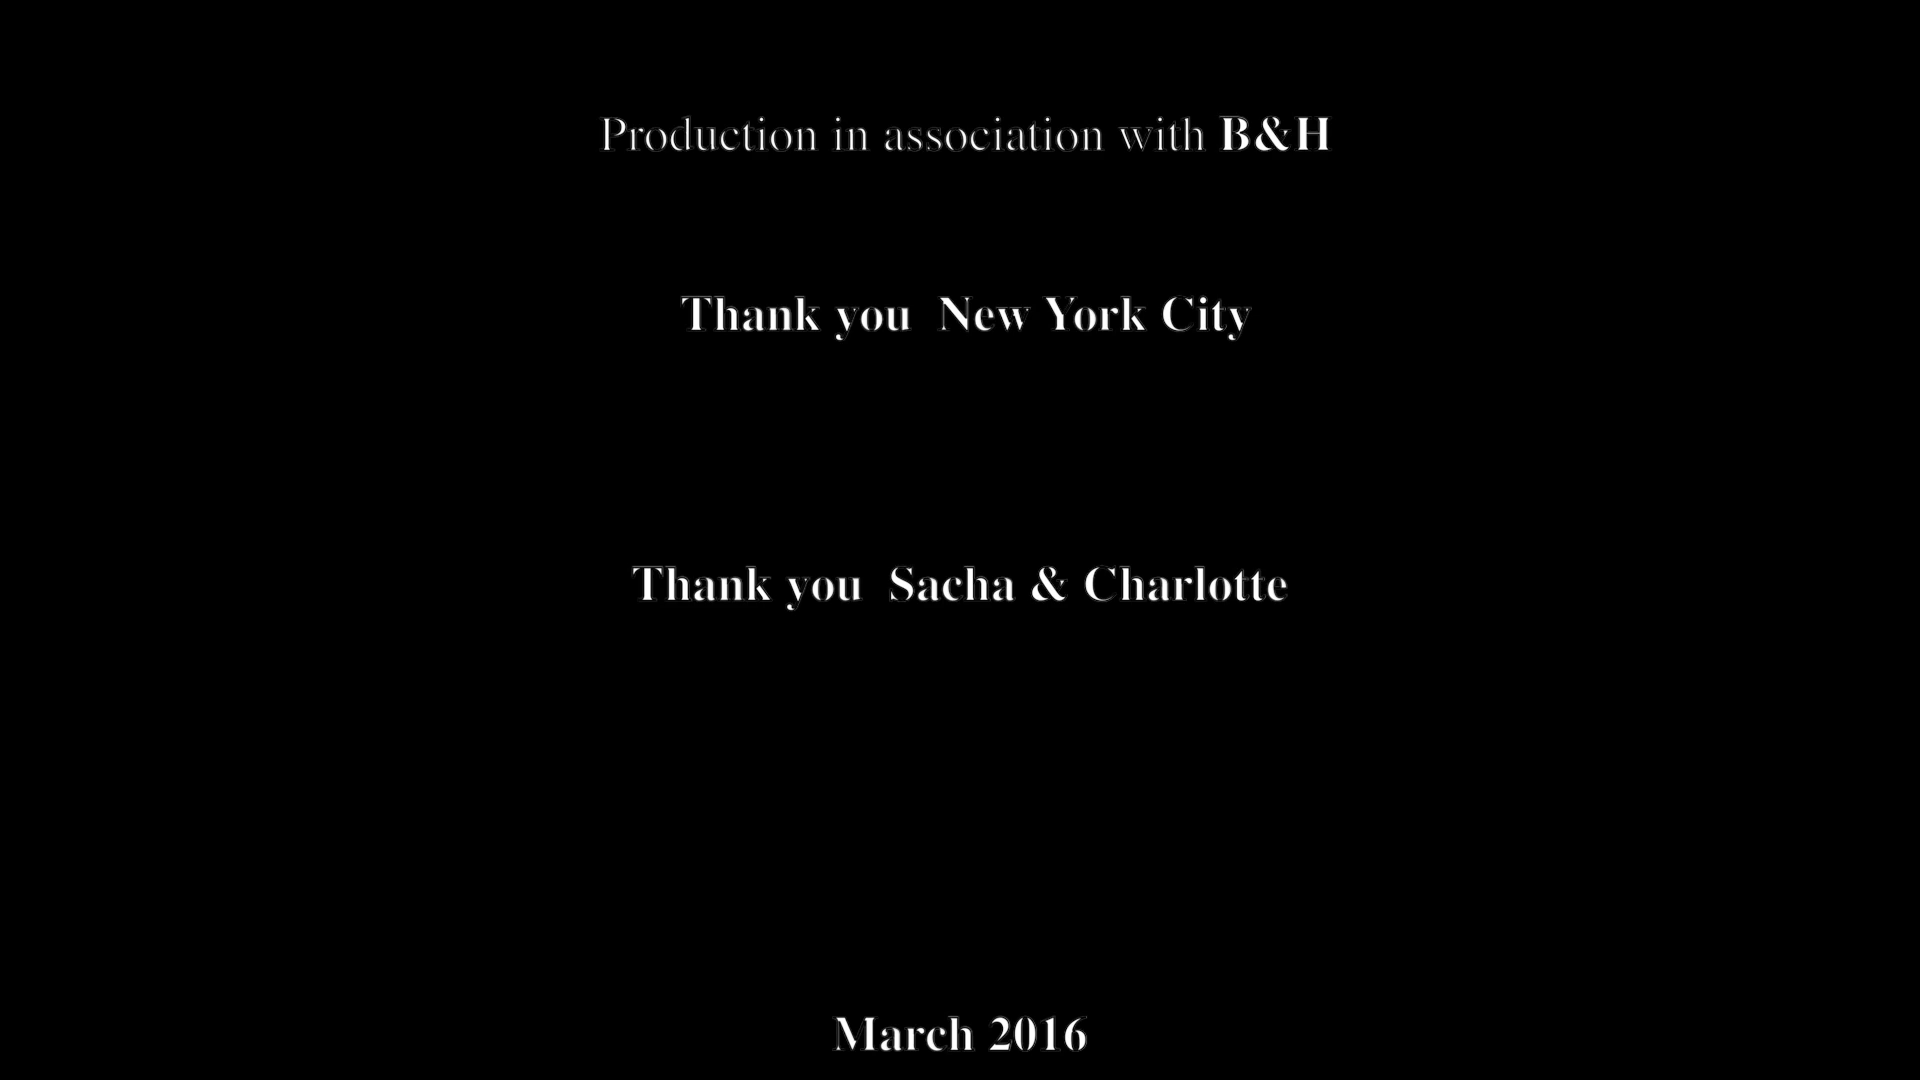 Production in association with B&H
Thank you  New York City
Thank you  Sacha & Charlotte
March 2016